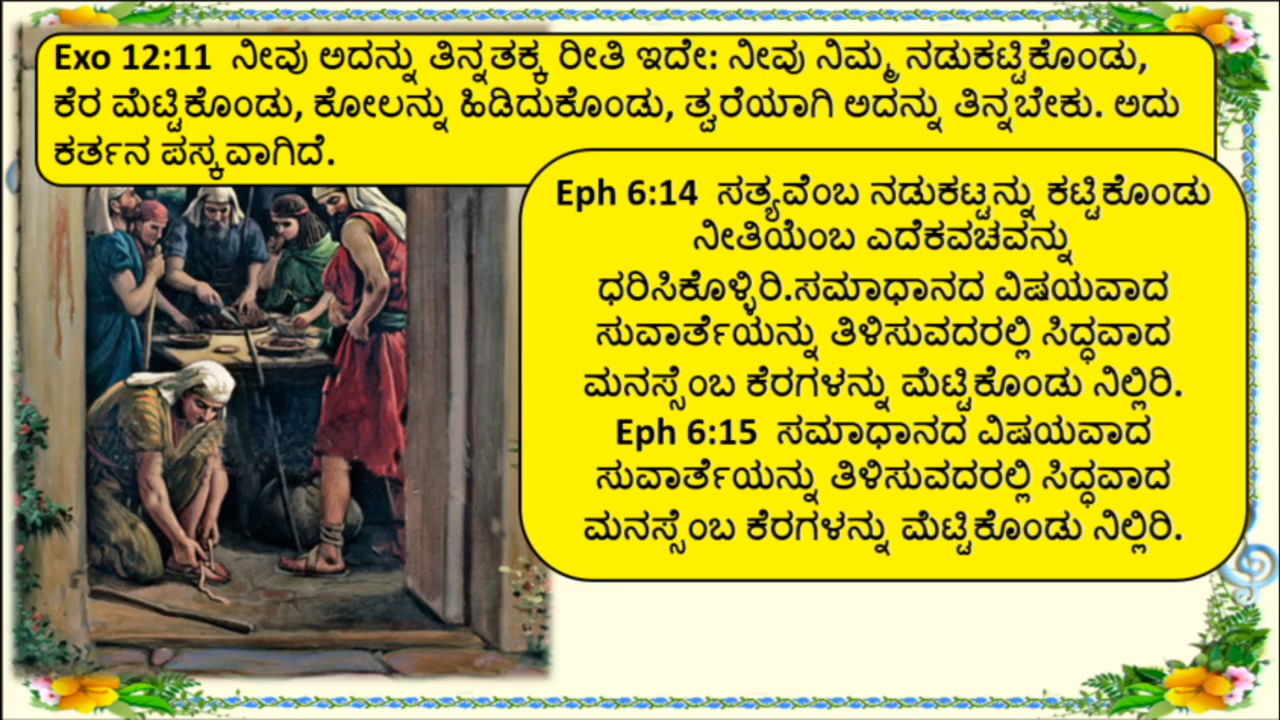 Exo 12:11 ನೀವು ಅದನ್ನು ತಿನ್ನತಕ್ಕ ರೀತಿ ಇದೇ: ನೀವು ನಿಮ್ಮ ನಡುಕಟ್ಟಿಕೊಂಡು,
ಕೆರ ಮೆಟ್ಟಿಕೊಂಡು, ಕೋಲನ್ನು ಹಿಡಿದುಕೊಂಡು, ತ್ವರೆಯಾಗಿ ಅದನ್ನು ತಿನ್ನಬೇಕು. ಅದು
ಕರ್ತನ ಪಸ್ಕವಾಗಿದೆ.
Eph 6:14 ಸತ್ಯವೆಂಬ ನಡುಕಟ್ಟನ್ನು ಕಟ್ಟಿಕೊಂಡು
ನೀತಿಯೆಂಬ ಎದೆಕವಚವನ್ನು
ಧರಿಸಿಕೊಳ್ಳಿರಿ.ಸಮಾಧಾನದ ವಿಷಯವಾದ
ಸುವಾರ್ತೆಯನ್ನು ತಿಳಿಸುವದರಲ್ಲಿ ಸಿದ್ಧವಾದ
ಮನಸ್ಸೆಂಬ ಕೆರಗಳನ್ನು ಮೆಟ್ಟಿಕೊಂಡು ನಿಲ್ಲಿರಿ.
Eph 6:15 ಸಮಾಧಾನದ ವಿಷಯವಾದ
ಸುವಾರ್ತೆಯನ್ನು ತಿಳಿಸುವದರಲ್ಲಿ ಸಿದ್ಧವಾದ
ಮನಸ್ಸೆಂಬ ಕೆರಗಳನ್ನು ಮೆಟ್ಟಿಕೊಂಡು ನಿಲ್ಲಿರಿ.